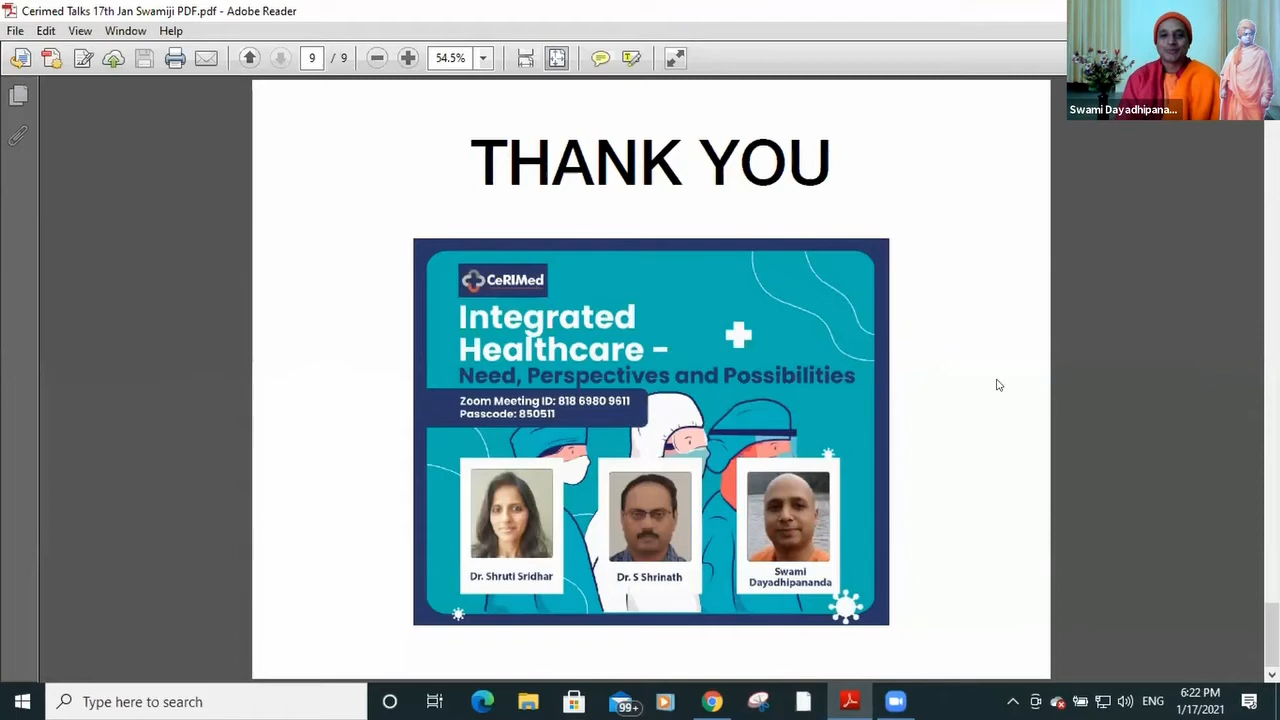 Cerimed Talks 17th Jan Swamiji PDF.pdf - Adobe Reader
File Edit View Window Help
9 / 9 54.5%
Swami Dayadhipana...
THANK YOU
CeRIMed
Integrated
Healthcare -
Need, Perspectives and Possibilities
Zoom Meeting ID: 818 6980 9611
Passcode: 850511
Dr. Shruti Sridhar
Dr. S Shrinath
Swami
Dayadhipananda
Type here to search
99+
ENG
6:22 PM
1/17/2021